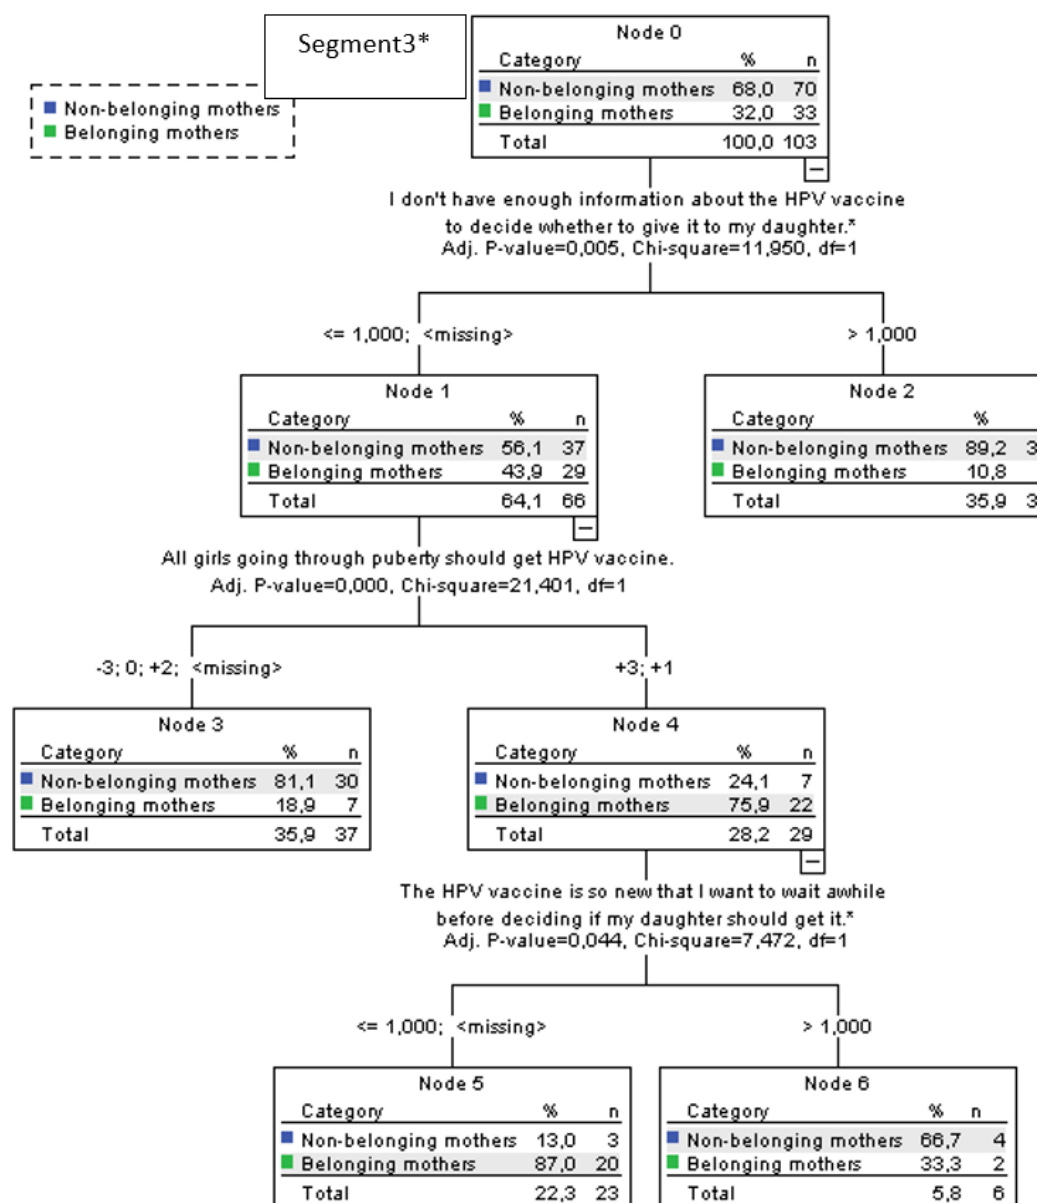 Segment3*
Non-belonging mothers
Belonging mothers
Node 0
Category % n
Non-belonging mothers 68,0 70
Belonging mothers 32,0 33
Total 100,0 103
I don't have enough information about the HPV vaccine
to decide whether to give it to my daughter.*
Adj. P-value=0,005, Chi-square=11,950, df=1
<= 1,000; <missing>
> 1,000
Node 1
Category % n
Non-belonging mothers 56,1 37
Belonging mothers 43,9 29
Total 64,1 66
Node 2
Category %
Non-belonging mothers 89,2 3
Belonging mothers 10,8
Total 35,9 3
All girls going through puberty should get HPV vaccine.
Adj. P-value=0,000, Chi-square=21,401, df=1
-3; 0; +2; <missing>
+3; +1
Node 3
Category % n
Non-belonging mothers 81,1 30
Belonging mothers 18,9 7
Total 35,9 37
Node 4
Category % n
Non-belonging mothers 24,1 7
Belonging mothers 75,9 22
Total 28,2 29
The HPV vaccine is so new that I want to wait awhile
before deciding if my daughter should get it.*
Adj. P-value=0,044, Chi-square=7,472, df=1
<= 1,000; <missing>
> 1,000
Node 5
Category % n
Non-belonging mothers 13,0 3
Belonging mothers 87,0 20
Total 22,3 23
Node 6
Category % n
Non-belonging mothers 66,7 4
Belonging mothers 33,3 2
Total 5,8 6